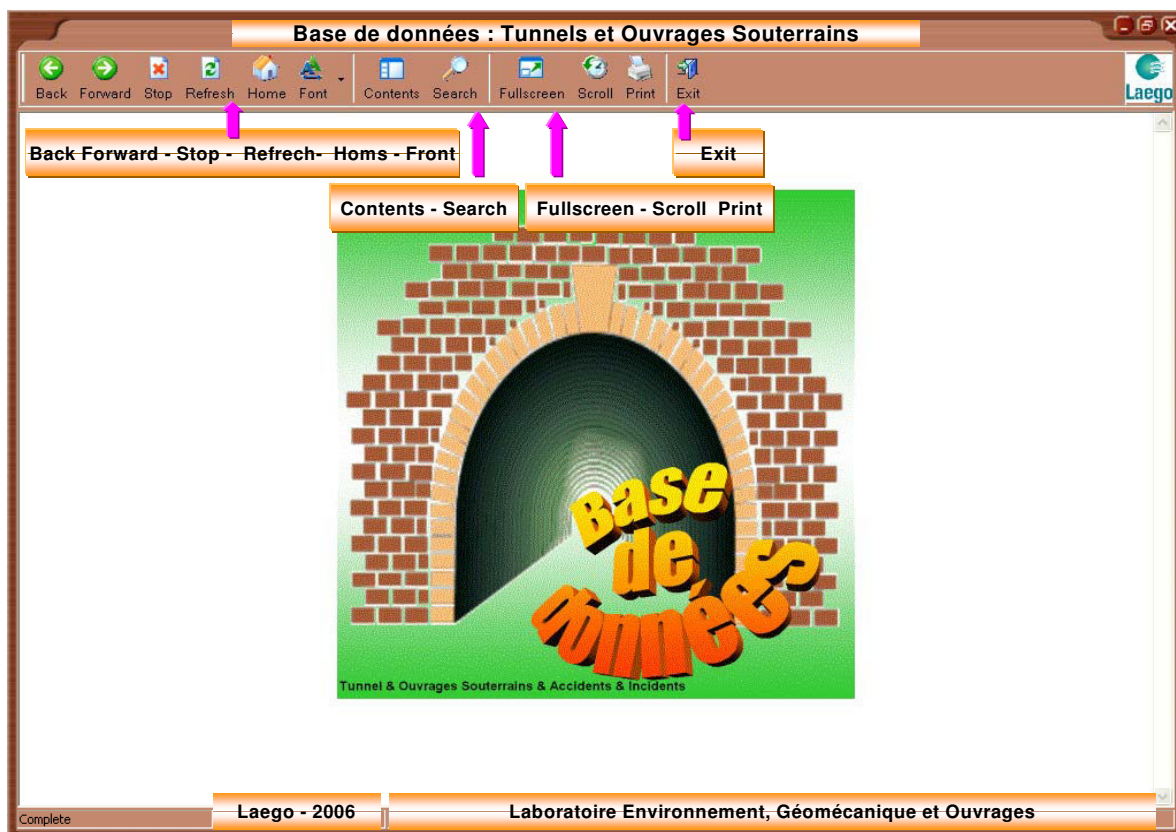 Base de données : Tunnels et Ouvrages Souterrains
Back Forward Stop Refresh Home Font Contents Search Fullscreen Scroll Print Exit
Laego
Back Forward - Stop - Refrech- Homs - Front
Exit
Contents - Search
Fullscreen - Scroll Print
Base
de
données
Tunnel & Ouvrages Souterrains & Accidents & Incidents
Complete
Laego - 2006
Laboratoire Environnement, Géomécanique et Ouvrages